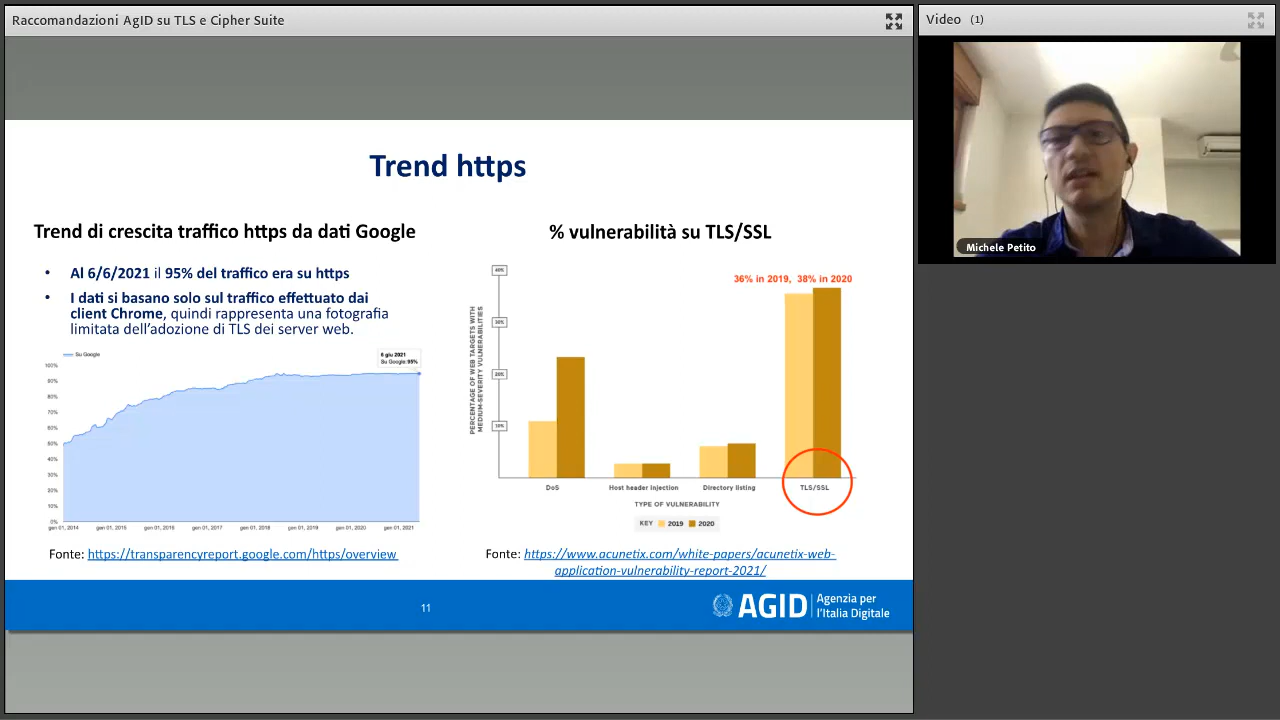 Raccomandazioni AgID su TLS e Cipher Suite
Video (1)
Michele Petito
Trend https
Trend di crescita traffico https da dati Google
• Al 6/6/2021 il 95% del traffico era su https
• I dati si basano solo sul traffico effettuato dai
client Chrome, quindi rappresenta una fotografia
limitata dell'adozione di TLS dei server web.
Su Google
6 giu 2021
Su Google: 95%
100%
90%
80%
70%
60%
50%
40%
30%
20%
10%
0%
gen 01, 2014 gen 01, 2015 gen 01, 2016 gen 01, 2017 gen 01, 2018 gen 01, 2019 gen 01, 2020 gen 01, 2021
Fonte: https://transparencyreport.google.com/https/overview
% vulnerabilità su TLS/SSL
36% in 2019, 38% in 2020
PERCENTAGE OF WEB TARGETS WITH
MEDIUM-SEVERITY VULNERABILITIES
40%
30%
20%
10%
DoS Host header injection Directory listing TLS/SSL
TYPE OF VULNERABILITY
KEY 2019 2020
Fonte: https://www.acunetix.com/white-papers/acunetix-web-
application-vulnerability-report-2021/
11
AGID Agenzia per
l'Italia Digitale